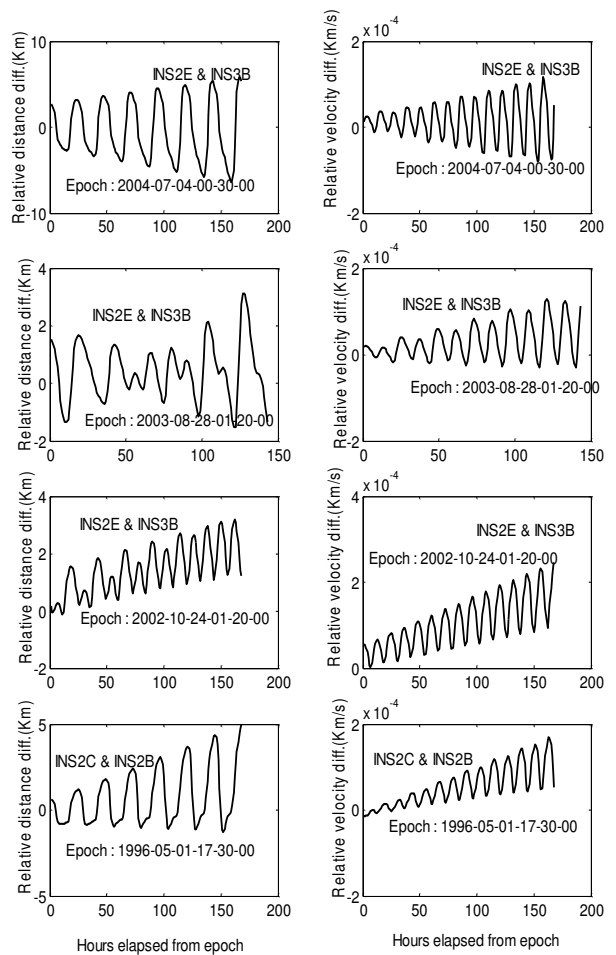 x 10⁻⁴
Relative distance diff.(Km)
10
0
-10
0 50 100 150 200
INS2E & INS3B
Epoch : 2004-07-04-00-30-00
Relative velocity diff.(Km/s)
2
0
-2
0 50 100 150 200
INS2E & INS3B
Epoch : 2004-07-04-00-30-00
Relative distance diff.(Km)
4
2
0
-2
0 50 100 150
INS2E & INS3B
Epoch : 2003-08-28-01-20-00
x 10⁻⁴
Relative velocity diff.(Km/s)
2
0
-2
0 50 100 150
INS2E & INS3B
Epoch : 2003-08-28-01-20-00
Relative distance diff.(Km)
4
2
0
-2
0 50 100 150 200
INS2E & INS3B
Epoch : 2002-10-24-01-20-00
x 10⁻⁴
Relative velocity diff.(Km/s)
4
2
0
0 50 100 150 200
INS2E & INS3B
Epoch : 2002-10-24-01-20-00
Relative distance diff.(Km)
5
0
-5
0 50 100 150 200
INS2C & INS2B
Epoch : 1996-05-01-17-30-00
x 10⁻⁴
Relative velocity diff.(Km/s)
2
0
-2
0 50 100 150 200
INS2C & INS2B
Epoch : 1996-05-01-17-30-00
Hours elapsed from epoch
Hours elapsed from epoch